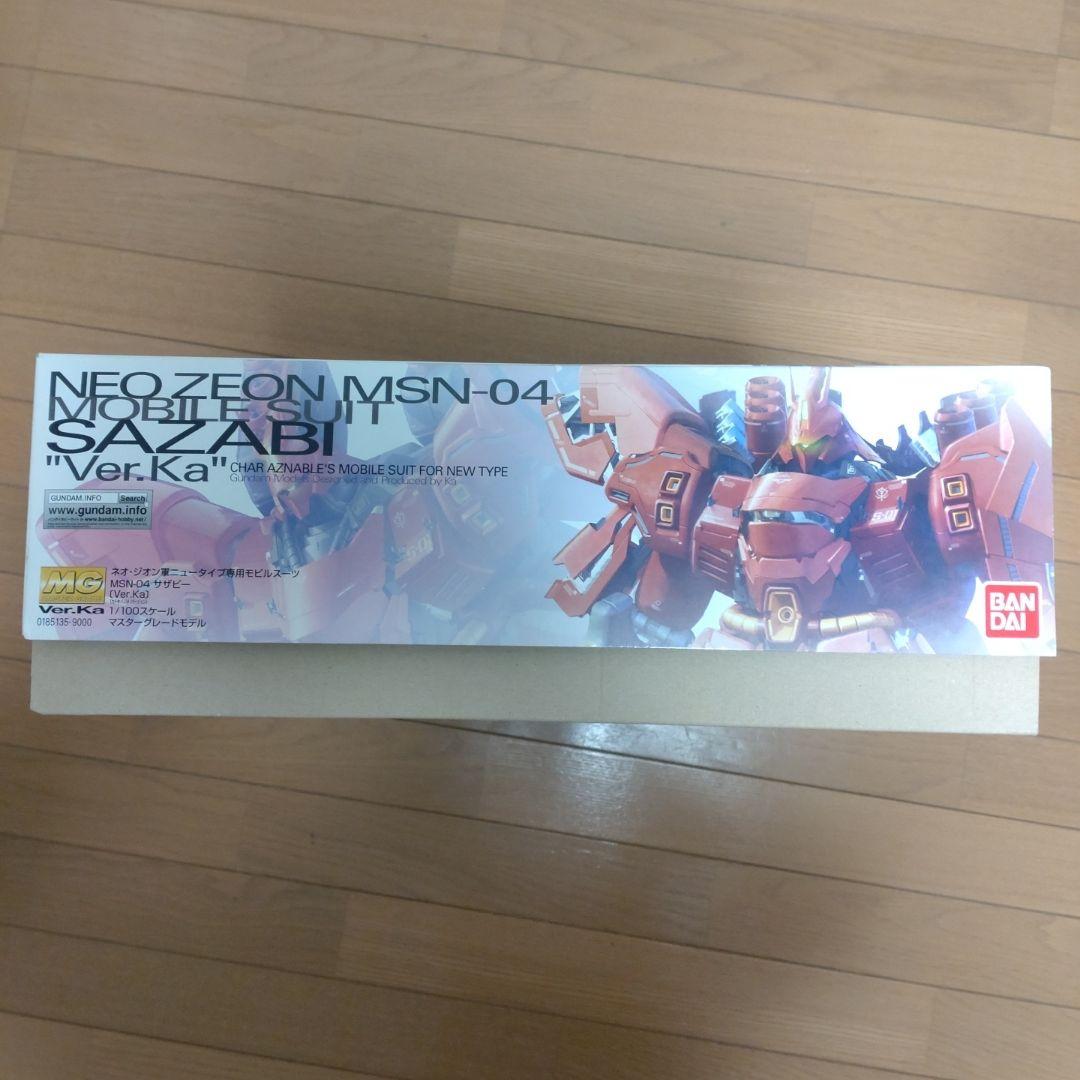 NEO ZEON MSN-04
MOBILE SUIT
SAZABI
"Ver.Ka"
CHAR AZNABLE'S MOBILE SUIT FOR NEW TYPE
Gundam Models Designed and Produced by Ka
GUNDAM.INFO Search
www.gundam.info
MG
Ver.Ka
0185135-9000
ネオ・ジオン軍ニュータイプ専用モビルスーツ
MSN-04 サザビー
(Ver.Ka)
1/100スケール
マスターグレードモデル
S-01
S-01
BAN
DAI